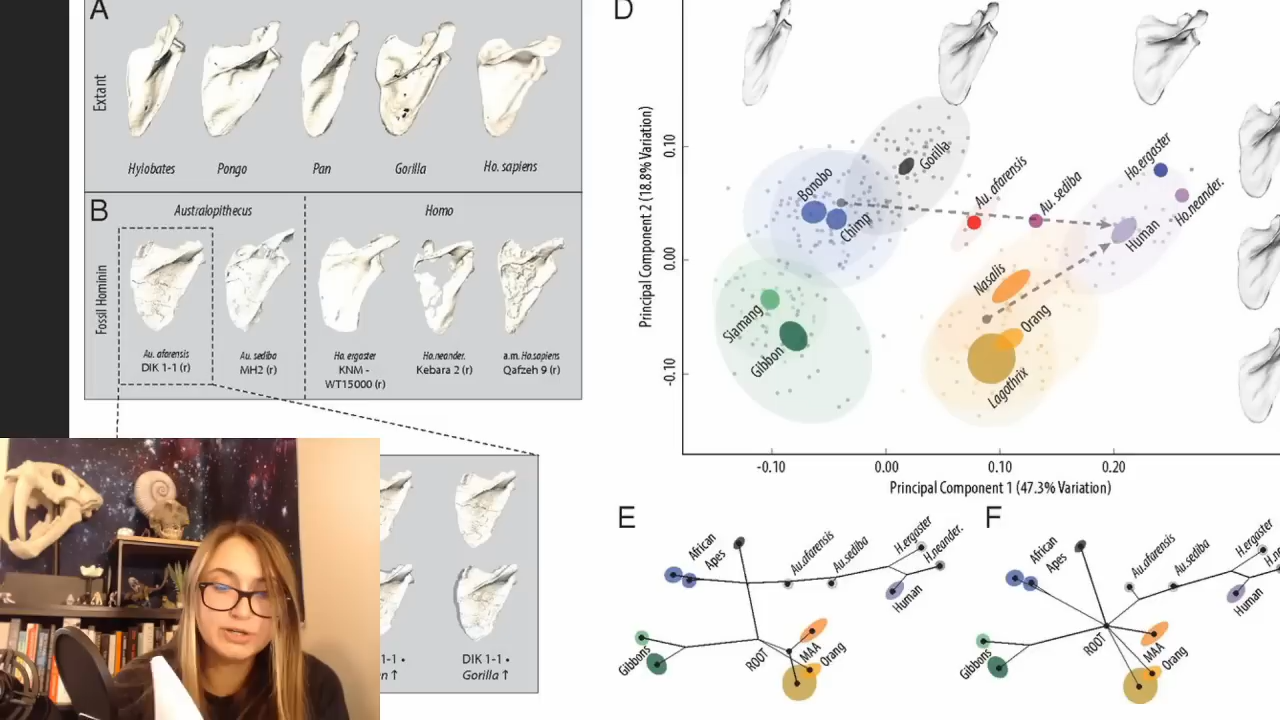 A
Extant
Hylobates
Pongo
Pan
Gorilla
Ho. sapiens
B
Australopithecus
Homo
Fossil Hominin
Au. afarensis
DIK 1-1 (r)
Au. sediba
MH2 (r)
Ho. ergaster
KNM -
WT15000 (r)
Ho.neander.
Kebara 2 (r)
a.m. Ho.sapiens
Qafzeh 9 (r)
1-1 •
n ↑
DIK 1-1 •
Gorilla ↑
D
Principal Component 2 (18.8% Variation)
0.10
0.00
-0.10
Bonobo
Chimp
Gorilla
Au. afarensis
Au. sediba
Ho.ergaster
Ho.neander.
Human
Nasalis
Orang
Lagothrix
Siamang
Gibbon
-0.10
0.00
0.10
0.20
Principal Component 1 (47.3% Variation)
E
African
Apes
Au.afarensis
Au.sediba
H.ergaster
H.neander.
Human
Gibbons
ROOT
MAA
Orang
F
African
Apes
Au.afarensis
Au.sediba
H.ergaster
H.ne
Human
Gibbons
ROOT
MAA
Orang